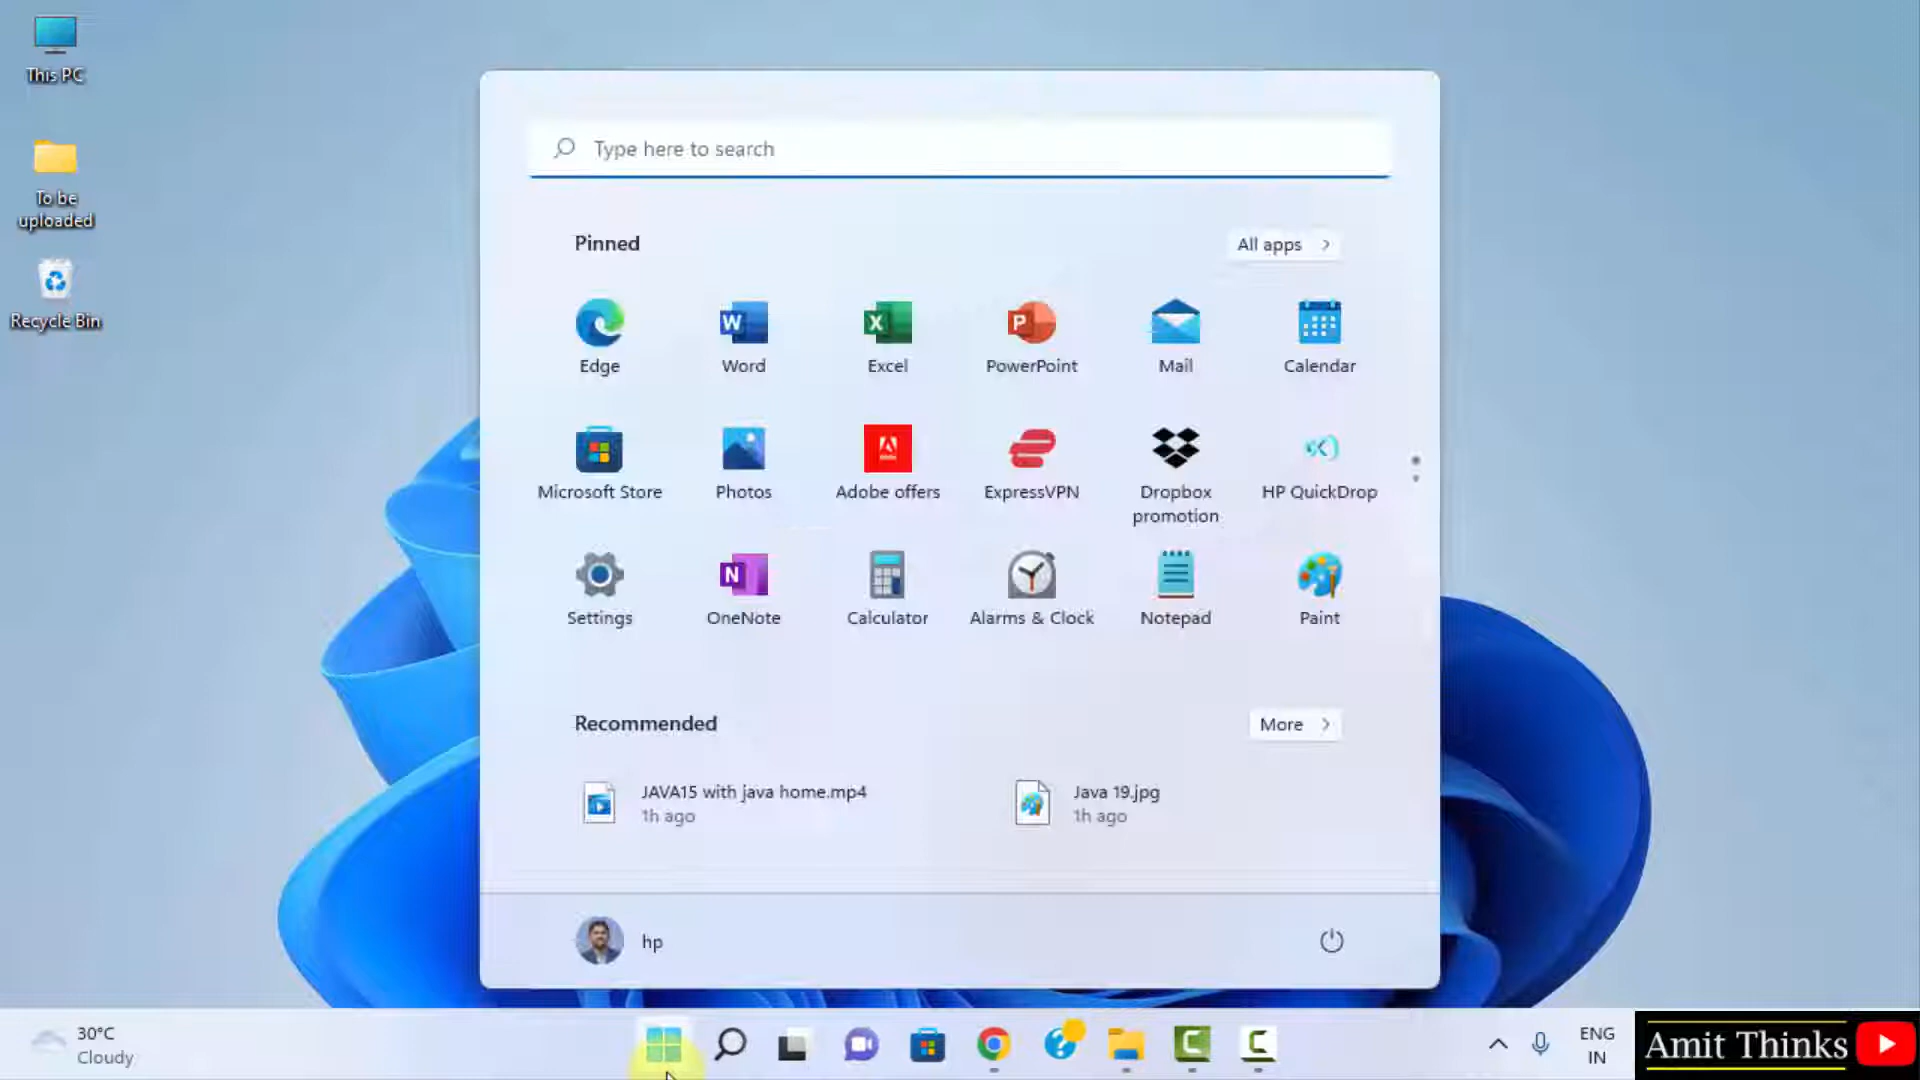 This PC
To be
uploaded
Recycle Bin
Type here to search
Pinned
All apps
Edge
Word
Excel
PowerPoint
Mail
Calendar
Microsoft Store
Photos
Adobe offers
ExpressVPN
Dropbox
promotion
HP QuickDrop
Settings
OneNote
Calculator
Alarms & Clock
Notepad
Paint
Recommended
More
JAVA15 with java home.mp4
1h ago
Java 19.jpg
1h ago
hp
30°C
Cloudy
ENG
IN
Amit Thinks